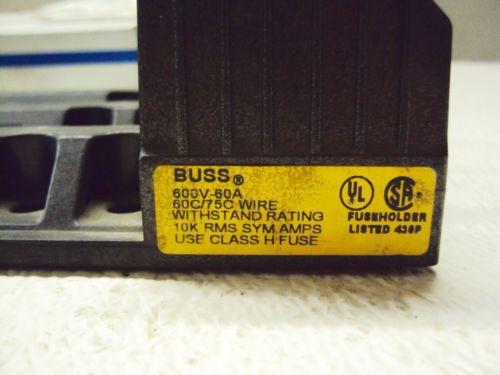 BUSS®
600V-60A
60C/75C WIRE
WITHSTAND RATING
10K RMS SYM.AMPS
USE CLASS H FUSE
UL SA
FUSEHOLDER
LISTED 436P